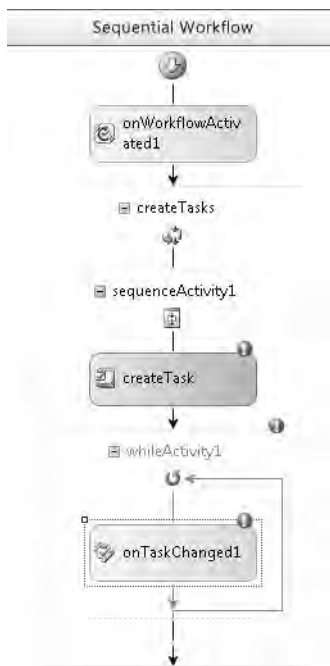 Sequential Workflow
onWorkflowActiv
ated1
createTasks
sequenceActivity1
createTask
whileActivity1
onTaskChanged1